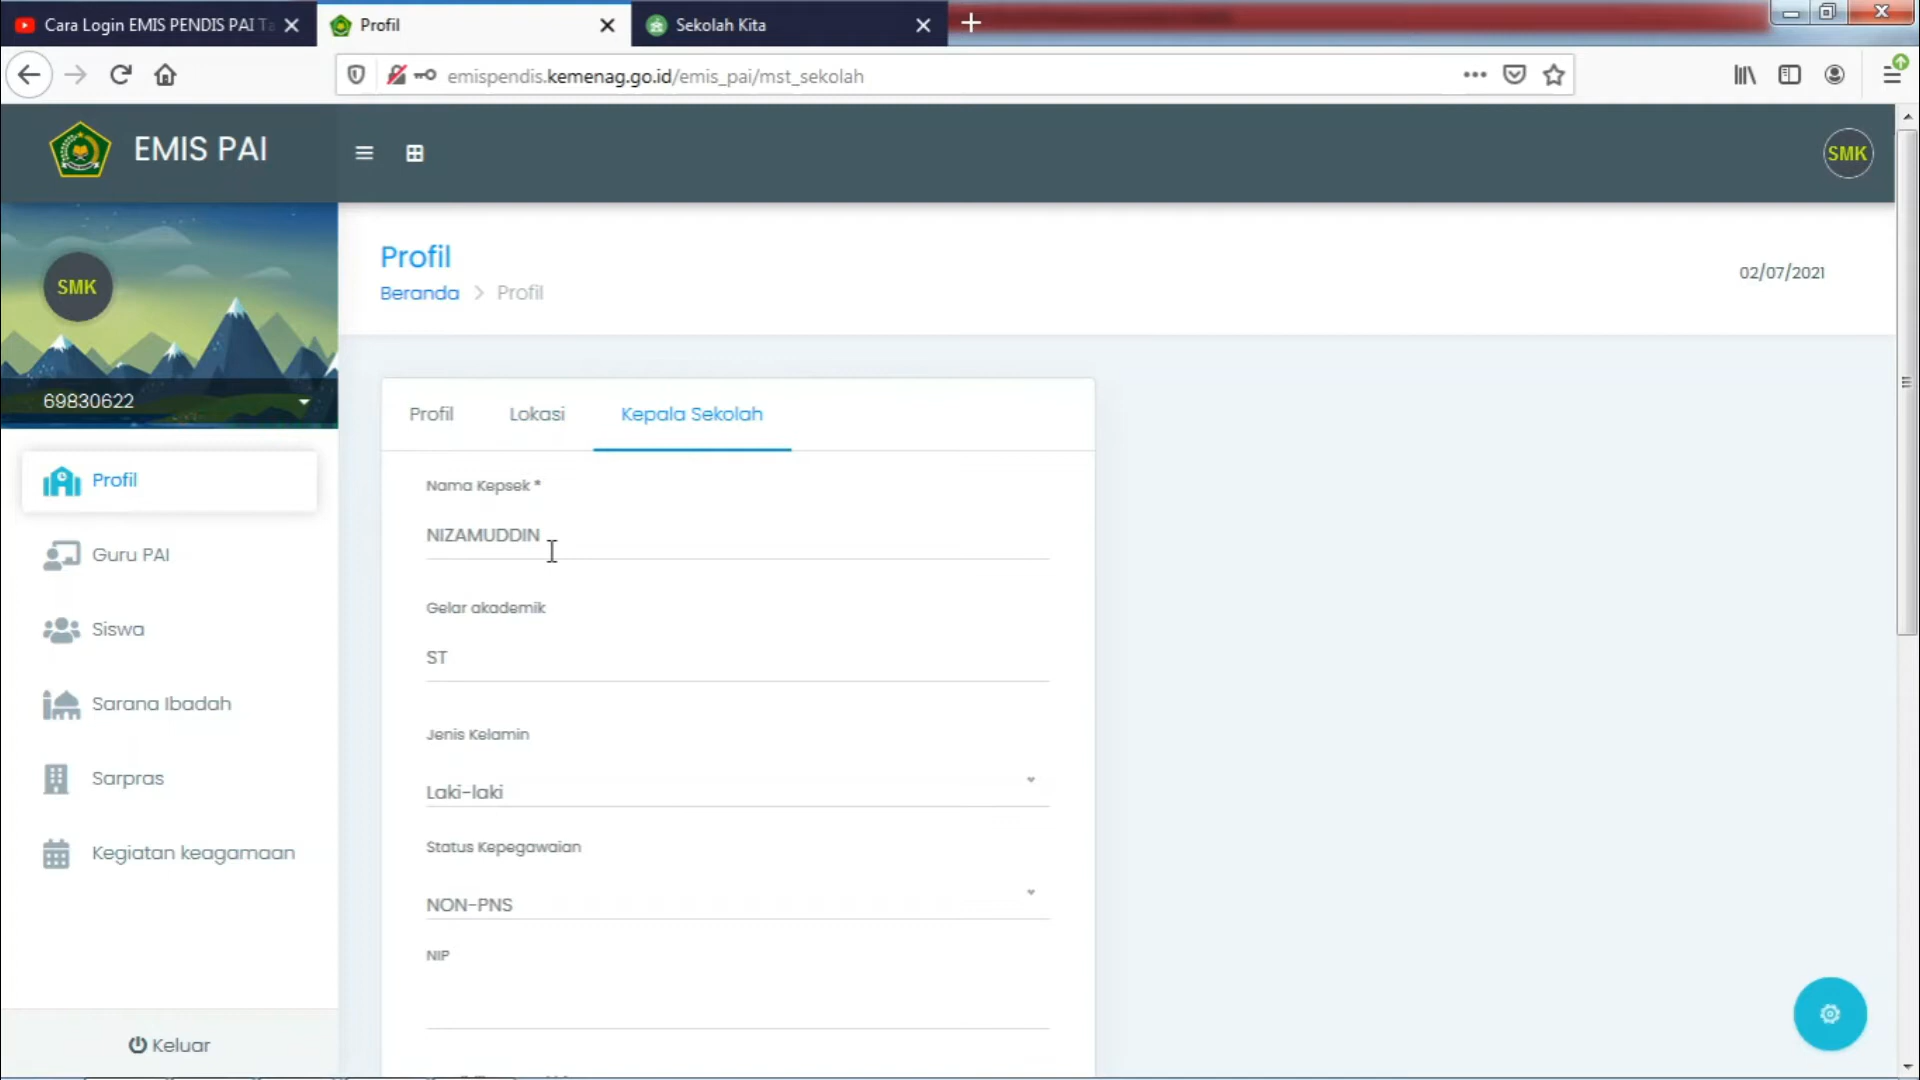 Cara Login EMIS PENDIS PAI Ta
Profil
Sekolah Kita
emispendis.kemenag.go.id/emis_pai/mst_sekolah
EMIS PAI
SMK
SMK
69830622
Profil
Guru PAI
Siswa
Sarana Ibadah
Sarpras
Kegiatan keagamaan
Keluar
Profil
Beranda > Profil
02/07/2021
Profil
Lokasi
Kepala Sekolah
Nama Kepsek *
NIZAMUDDIN
Gelar akademik
ST
Jenis Kelamin
Laki-laki
Status Kepegawaian
NON-PNS
NIP